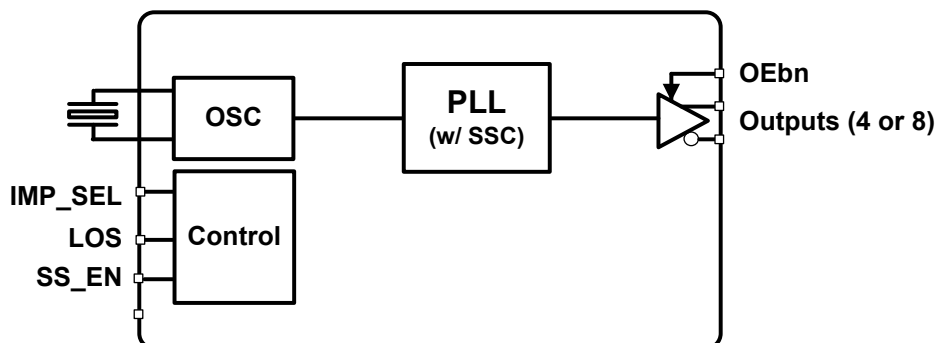 OEbn
OSC
PLL
(w/ SSC)
Outputs (4 or 8)
IMP_SEL
LOS
Control
SS_EN